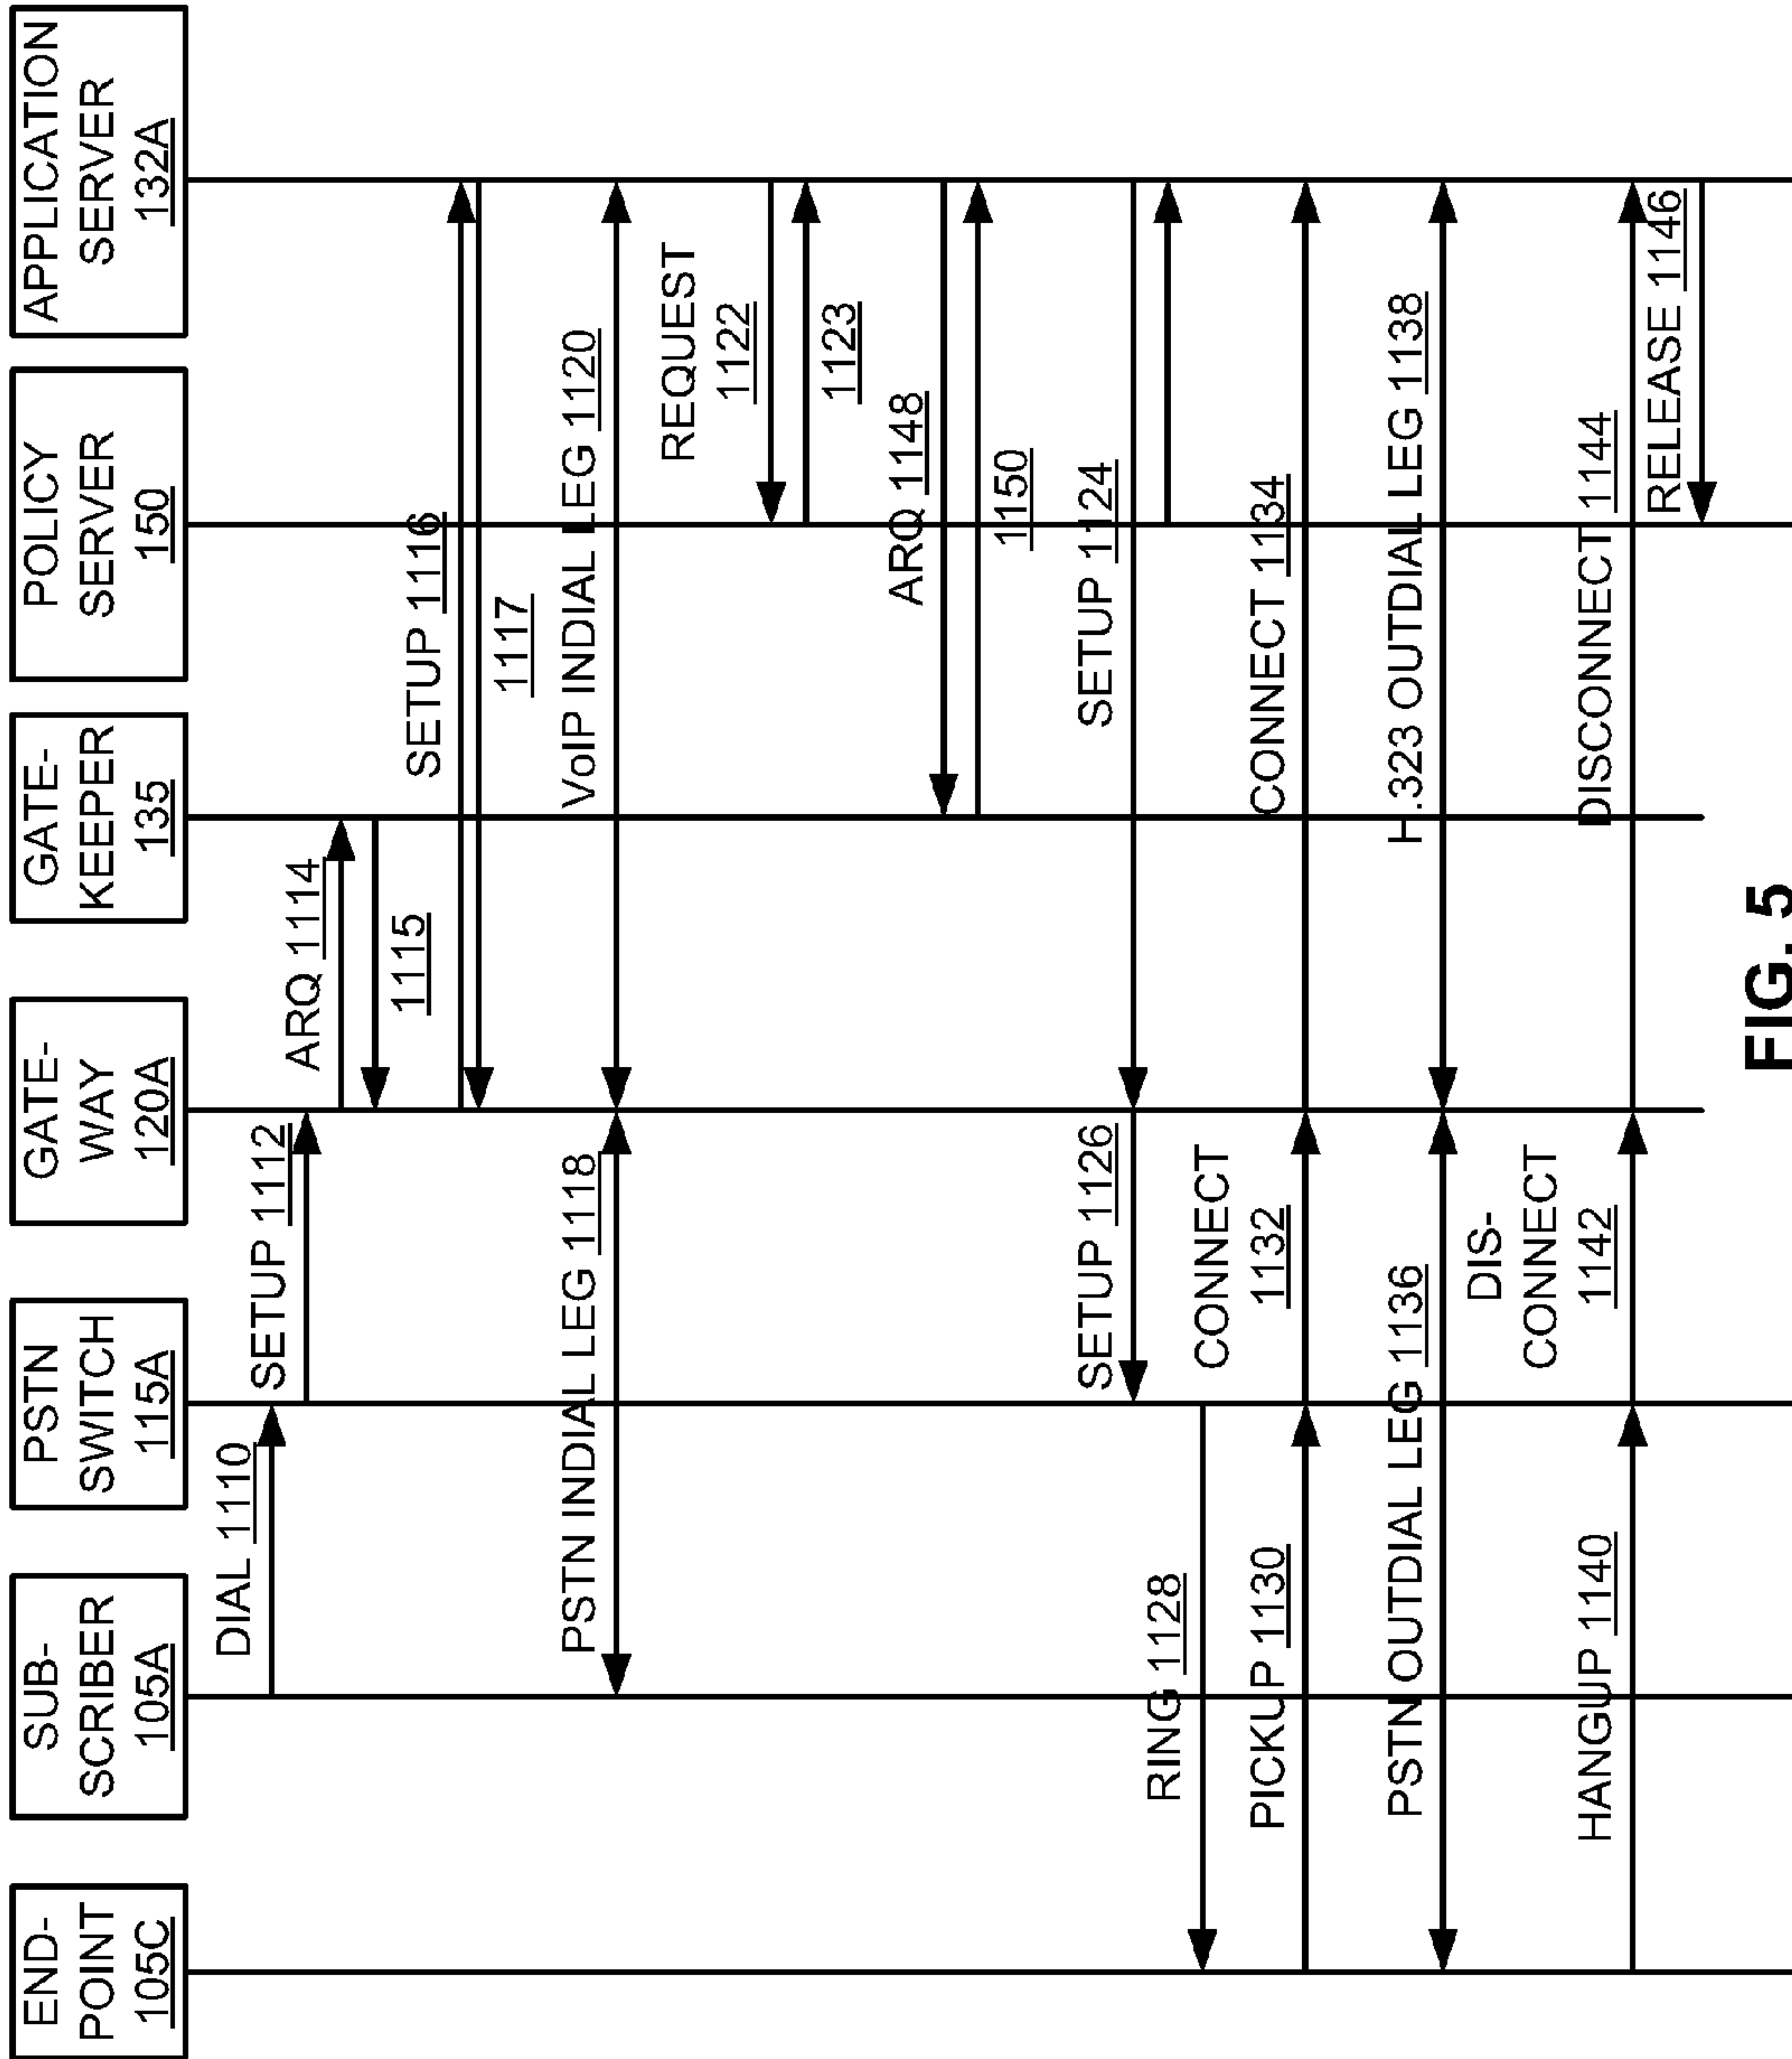 END-
POINT
105C
SUB-
SCRIBER
105A
PSTN
SWITCH
115A
GATE-
WAY
120A
GATE-
KEEPER
135
POLICY
SERVER
150
APPLICATION
SERVER
132A
DIAL 1110
SETUP 1112
ARQ 1114
1115
SETUP 1116
1117
PSTN INDIAL LEG 1118
VoIP INDIAL LEG 1120
REQUEST
1122
1123
ARQ 1148
1150
SETUP 1124
SETUP 1126
RING 1128
PICKUP 1130
CONNECT
1132
CONNECT 1134
PSTN OUTDIAL LEG 1136
H.323 OUTDIAL LEG 1138
HANGUP 1140
DIS-
CONNECT
1142
DISCONNECT 1144
RELEASE 1146
FIG. 5